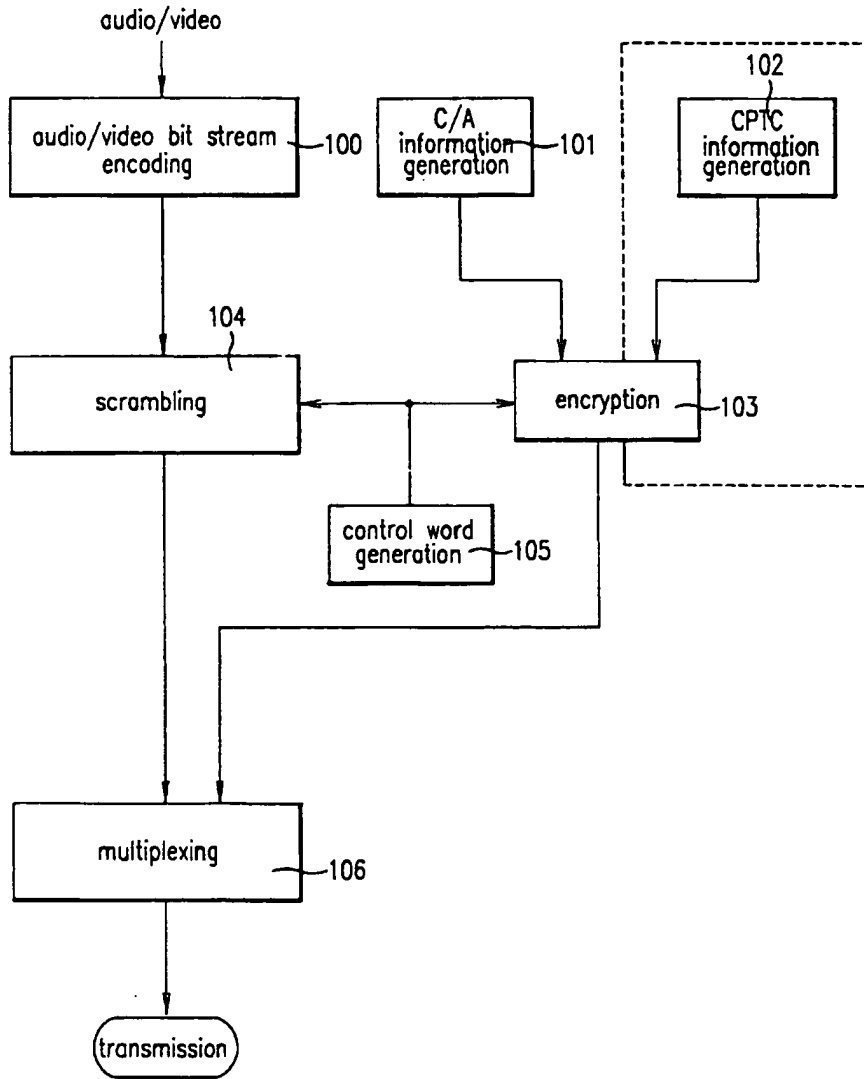 audio/video
audio/video bit stream
encoding
100
C/A
information
generation
101
102
CPTC
information
generation
104
scrambling
encryption
103
control word
generation
105
multiplexing
106
transmission